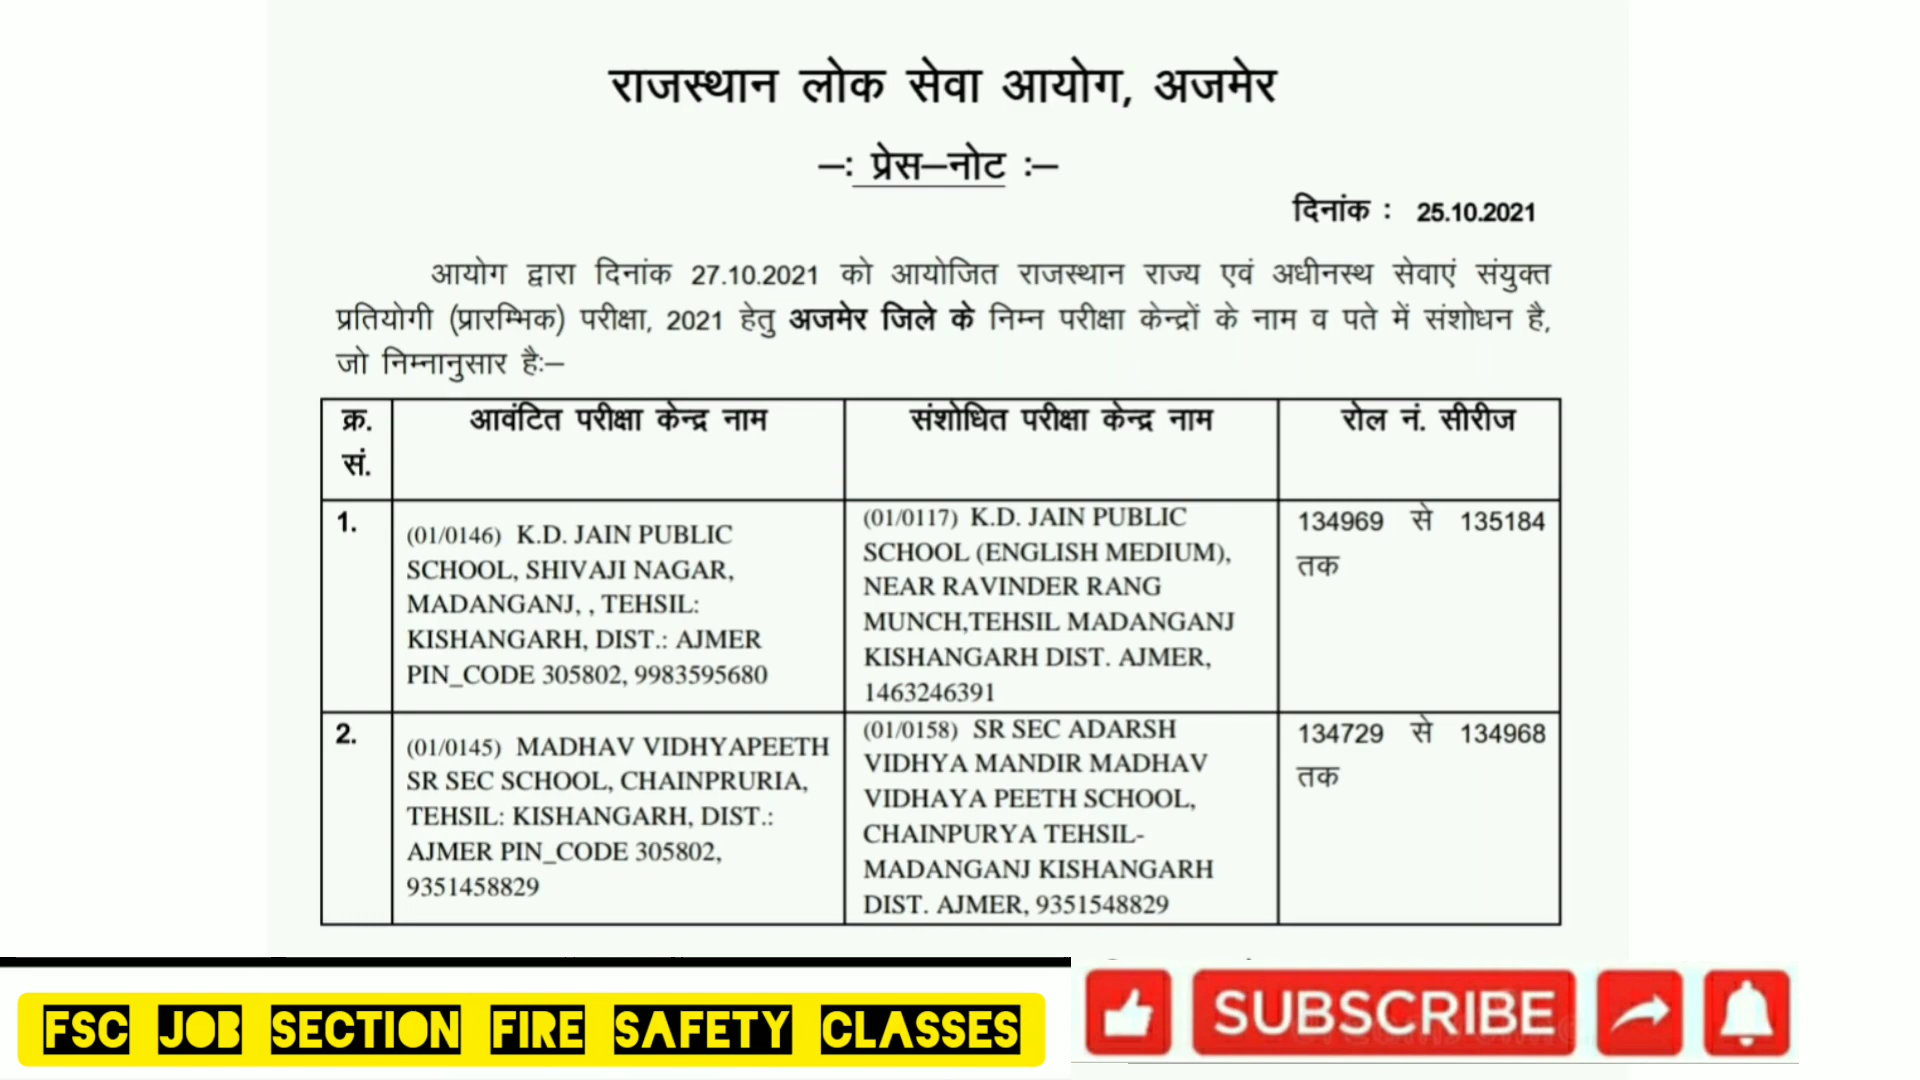 राजस्थान लोक सेवा आयोग, अजमेर
–: प्रेस–नोट :–
दिनांक : 25.10.2021
आयोग द्वारा दिनांक 27.10.2021 को आयोजित राजस्थान राज्य एवं अधीनस्थ सेवाएं संयुक्त
प्रतियोगी (प्रारम्भिक) परीक्षा, 2021 हेतु अजमेर जिले के निम्न परीक्षा केन्द्रों के नाम व पते में संशोधन है,
जो निम्नानुसार है:–
क्र. सं.
आवंटित परीक्षा केन्द्र नाम
संशोधित परीक्षा केन्द्र नाम
रोल नं. सीरीज
1.
(01/0146) K.D. JAIN PUBLIC
SCHOOL, SHIVAJI NAGAR,
MADANGANJ, , TEHSIL:
KISHANGARH, DIST.: AJMER
PIN_CODE 305802, 9983595680
(01/0117) K.D. JAIN PUBLIC
SCHOOL (ENGLISH MEDIUM),
NEAR RAVINDER RANG
MUNCH,TEHSIL MADANGANJ
KISHANGARH DIST. AJMER,
1463246391
134969 से 135184
तक
2.
(01/0145) MADHAV VIDHYAPEETH
SR SEC SCHOOL, CHAINPRURIA,
TEHSIL: KISHANGARH, DIST.:
AJMER PIN_CODE 305802,
9351458829
(01/0158) SR SEC ADARSH
VIDHYA MANDIR MADHAV
VIDHAYA PEETH SCHOOL,
CHAINPURYA TEHSIL-
MADANGANJ KISHANGARH
DIST. AJMER, 9351548829
134729 से 134968
तक
FSC JOB SECTION FIRE SAFETY CLASSES
SUBSCRIBE